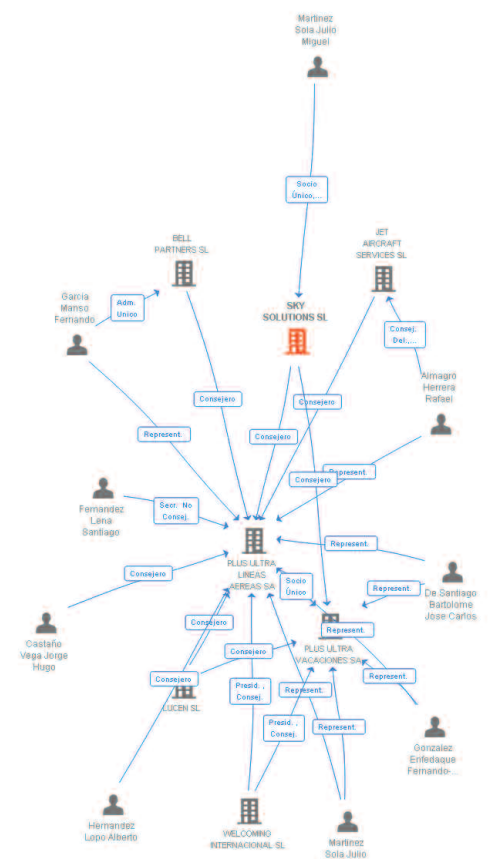 Martinez
Sola Julio
Miguel
Socio
Único,...
JET
AIRCRAFT
SERVICES SL
BELL
PARTNERS SL
Garcia
Manso
Fernando
Adm.
Unico
SKY
SOLUTIONS SL
Consej.
Del.,...
Almagro
Herrera
Rafael
Consejero
Consejero
Consejero
Represent.
Represent.
Consejero
Fernandez
Lena
Santiago
Secr. No
Consej.
PLUS ULTRA
LINEAS
AEREAS SA
Represent.
Consejero
Socio
Único
Represent.
De Santiago
Bartolome
Jose Carlos
Castaño
Vega Jorge
Hugo
Consejero
Represent.
Consejero
PLUS ULTRA
VACACIONES SA
Consejero
Represent.
LUCEN SL
Presid. ,
Consej.
Represent.
Presid. ,
Consej.
Gonzalez
Enfedaque
Fernando-...
Hernandez
Lopo Alberto
WELCOMING
INTERNACIONAL SL
Martinez
Sola Julio